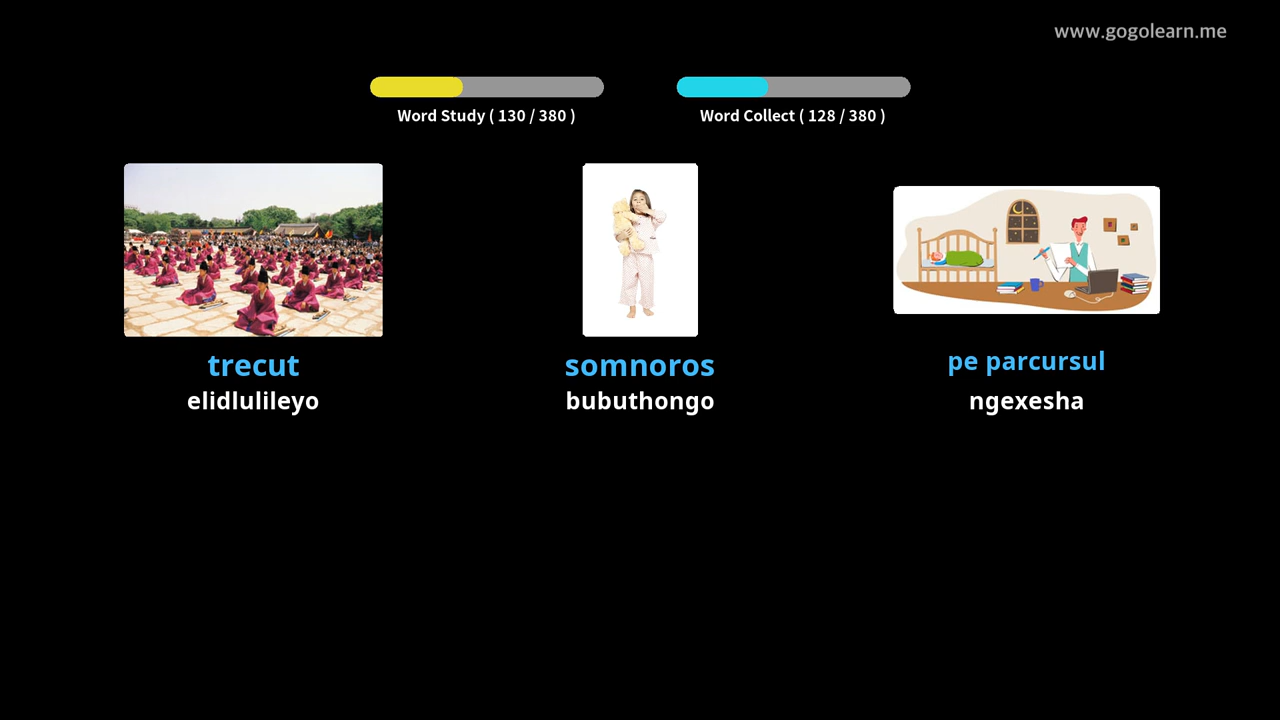 www.gogolearn.me
Word Study ( 130 / 380 )
Word Collect ( 128 / 380 )
trecut
elidlulileyo
somnoros
bubuthongo
pe parcursul
ngexesha